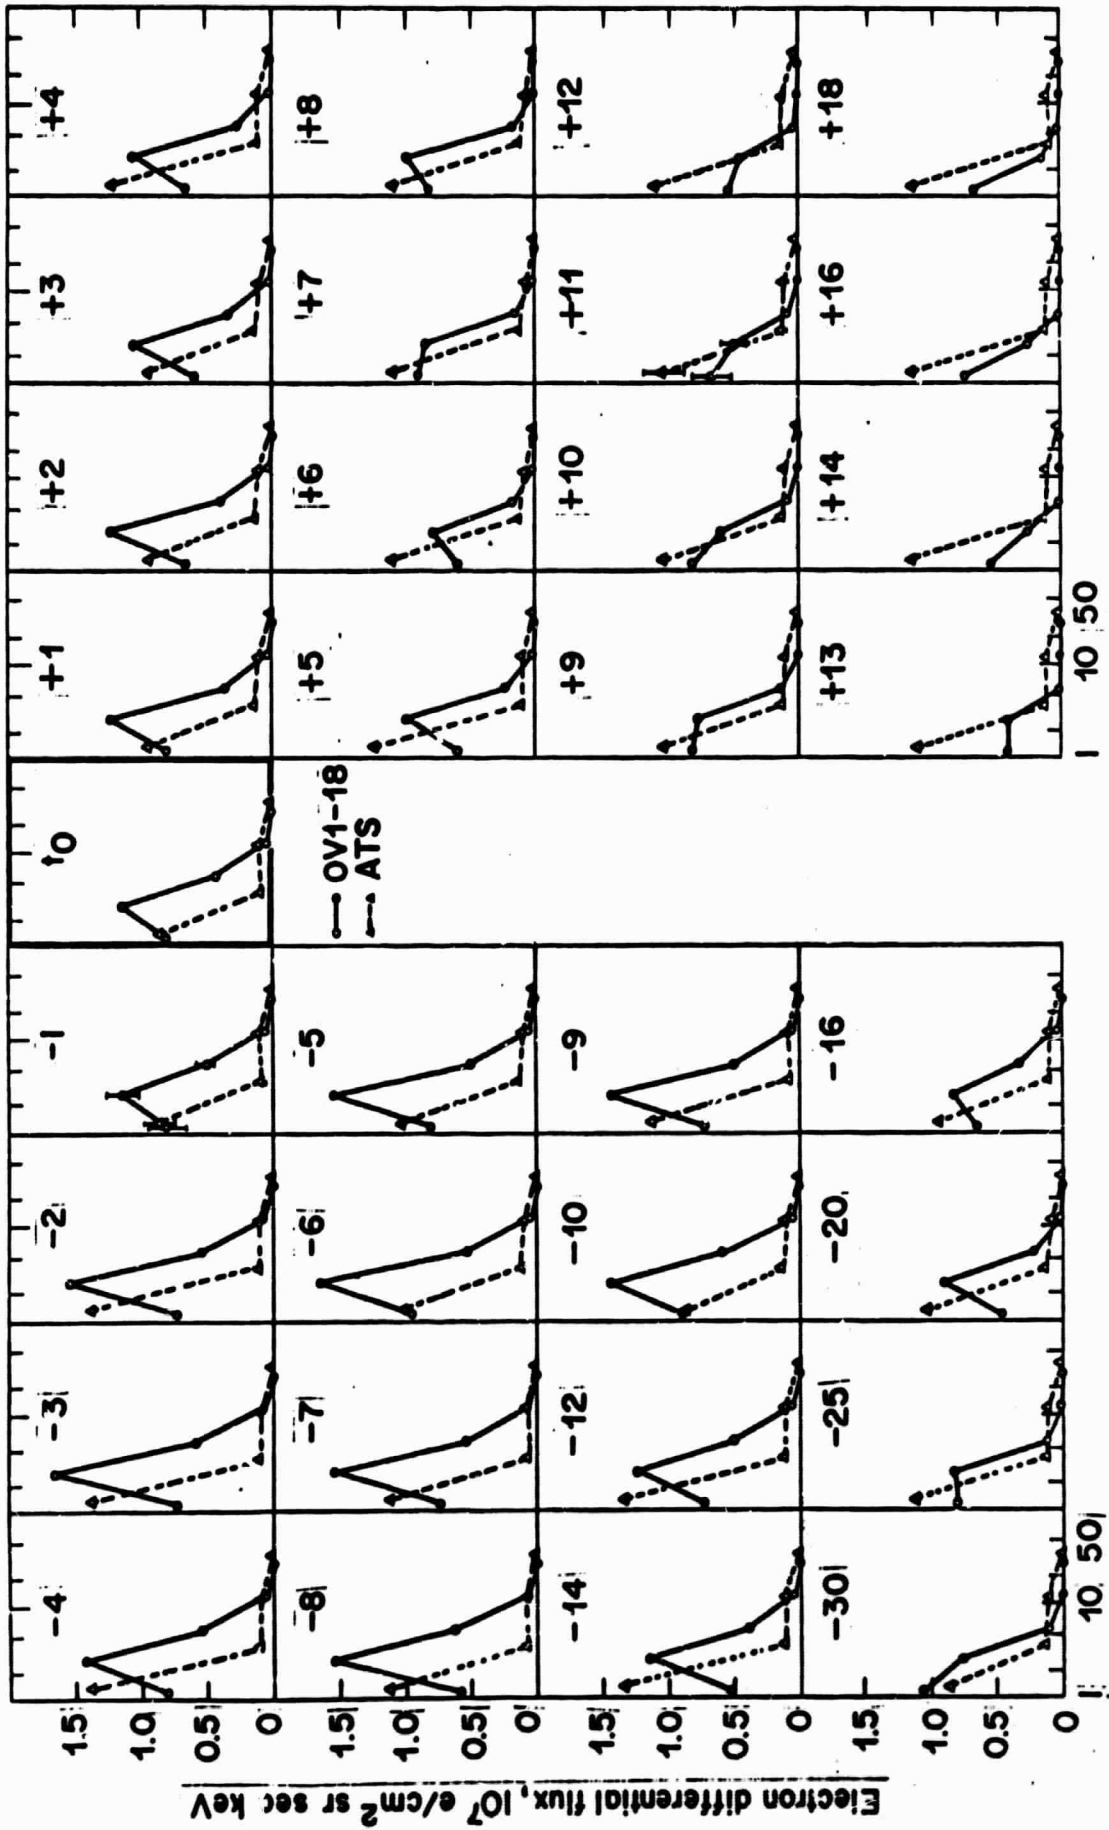 Electron differential flux, 10⁷ e/cm² sr sec keV
1.5 1.0 0.5 0
-4 -3 -2 -1 t0 +1 +2 +3 +4
1.5 1.0 0.5 0
-8 -7 -6 -5
OV1-18
ATS
+5 +6 +7 +8
1.5 1.0 0.5 0
-14 -12 -10 -9 +9 +10 +11 +12
1.0 0.5 0
-30 -25 -20 -16 +13 +14 +16 +18
1 10 50 1 10 50